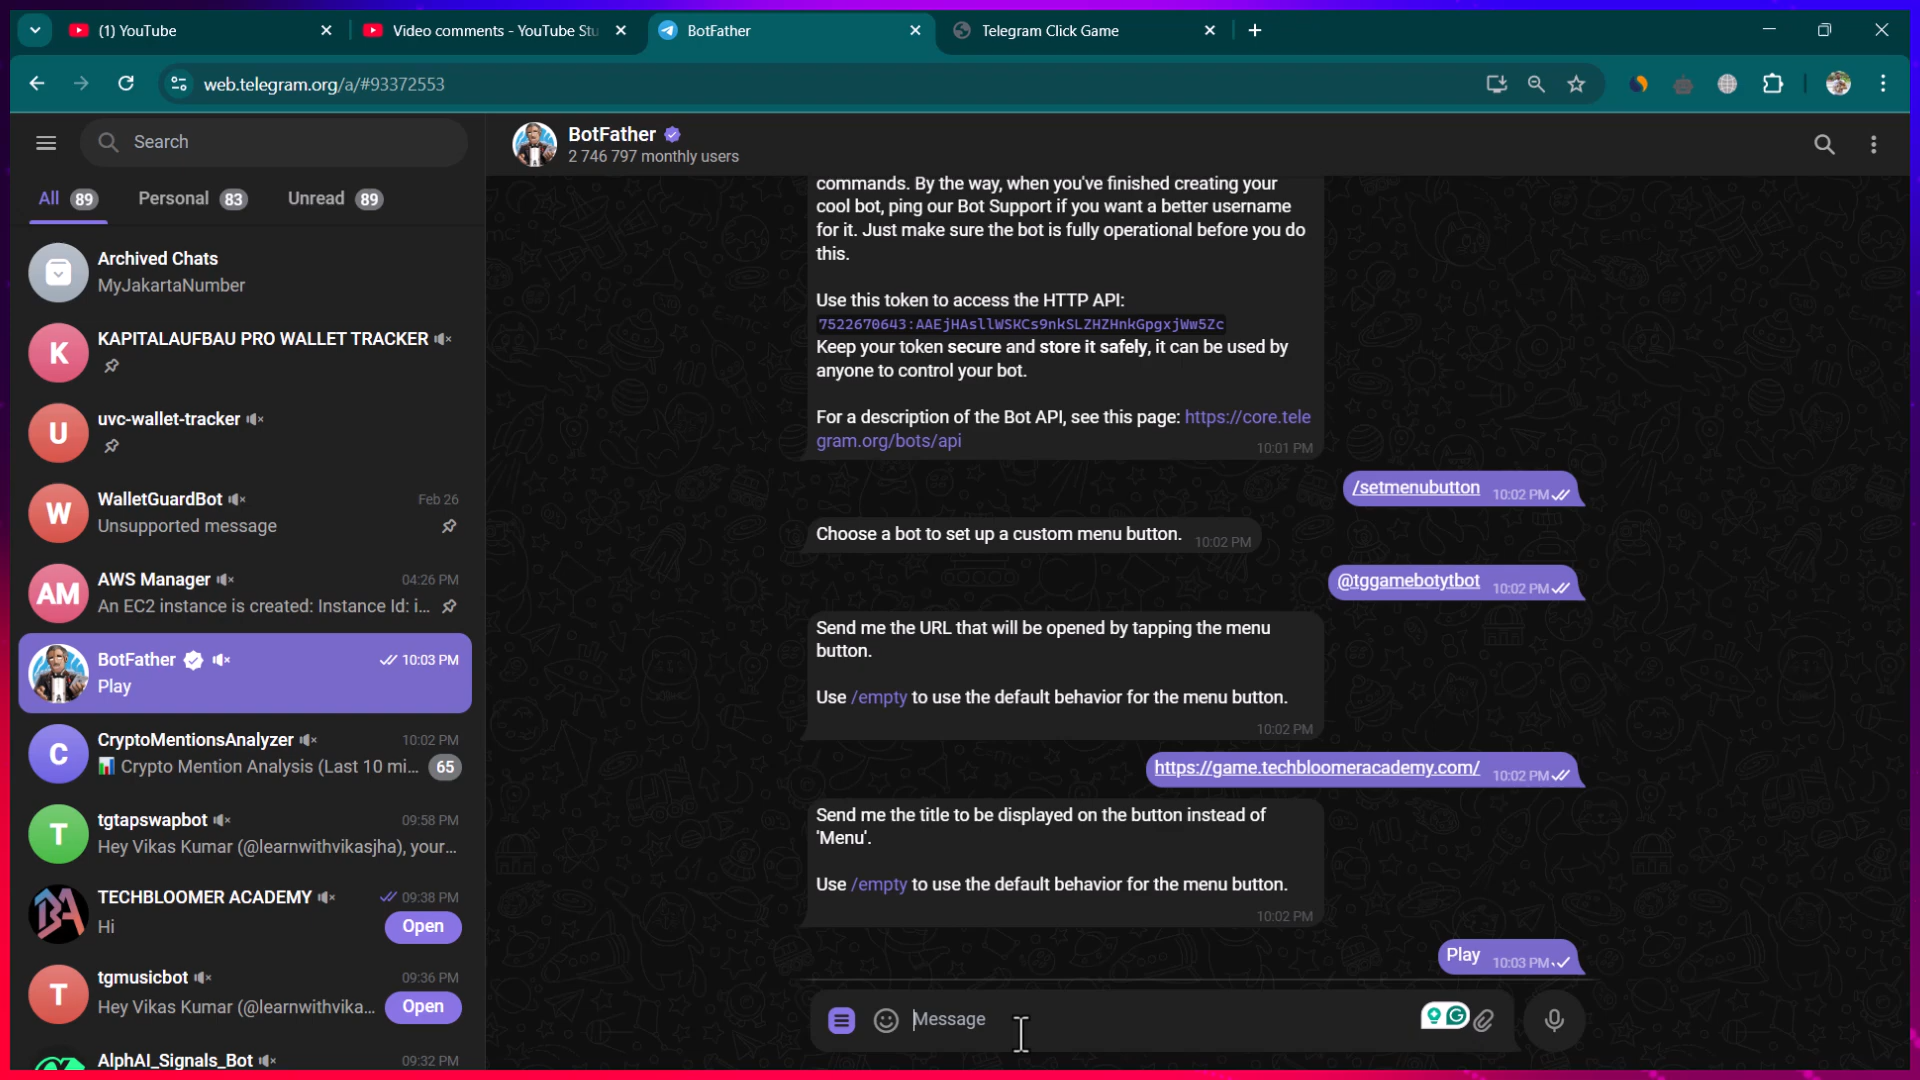 (1) YouTube
Video comments - YouTube Stu
BotFather
Telegram Click Game
web.telegram.org/a/#93372553
Search
All 89
Personal 83
Unread 89
Archived Chats
MyJakartaNumber
KAPITALAUFBAU PRO WALLET TRACKER
K
uvc-wallet-tracker
U
WalletGuardBot
Feb 26
W
Unsupported message
AWS Manager
04:26 PM
AM
An EC2 instance is created: Instance Id: i...
BotFather
10:03 PM
Play
CryptoMentionsAnalyzer
10:02 PM
C
Crypto Mention Analysis (Last 10 mi...
65
tgtapswapbot
09:58 PM
T
Hey Vikas Kumar (@learnwithvikasjha), your...
TECHBLOOMER ACADEMY
09:38 PM
BA
Hi
Open
tgmusicbot
09:36 PM
T
Hey Vikas Kumar (@learnwithvika...
Open
AlphAI_Signals_Bot
09:32 PM
BotFather
2 746 797 monthly users
commands. By the way, when you've finished creating your
cool bot, ping our Bot Support if you want a better username
for it. Just make sure the bot is fully operational before you do
this.
Use this token to access the HTTP API:
7522670643:AAEjHAsllWSKCs9nkSLZHZHnkGpgxjWw5Zc
Keep your token secure and store it safely, it can be used by
anyone to control your bot.
For a description of the Bot API, see this page: https://core.tele
gram.org/bots/api
10:01 PM
/setmenubutton
10:02 PM
Choose a bot to set up a custom menu button.
10:02 PM
@tggamebotytbot
10:02 PM
Send me the URL that will be opened by tapping the menu
button.
Use /empty to use the default behavior for the menu button.
10:02 PM
https://game.techbloomeracademy.com/
10:02 PM
Send me the title to be displayed on the button instead of
'Menu'.
Use /empty to use the default behavior for the menu button.
10:02 PM
Play
10:03 PM
Message